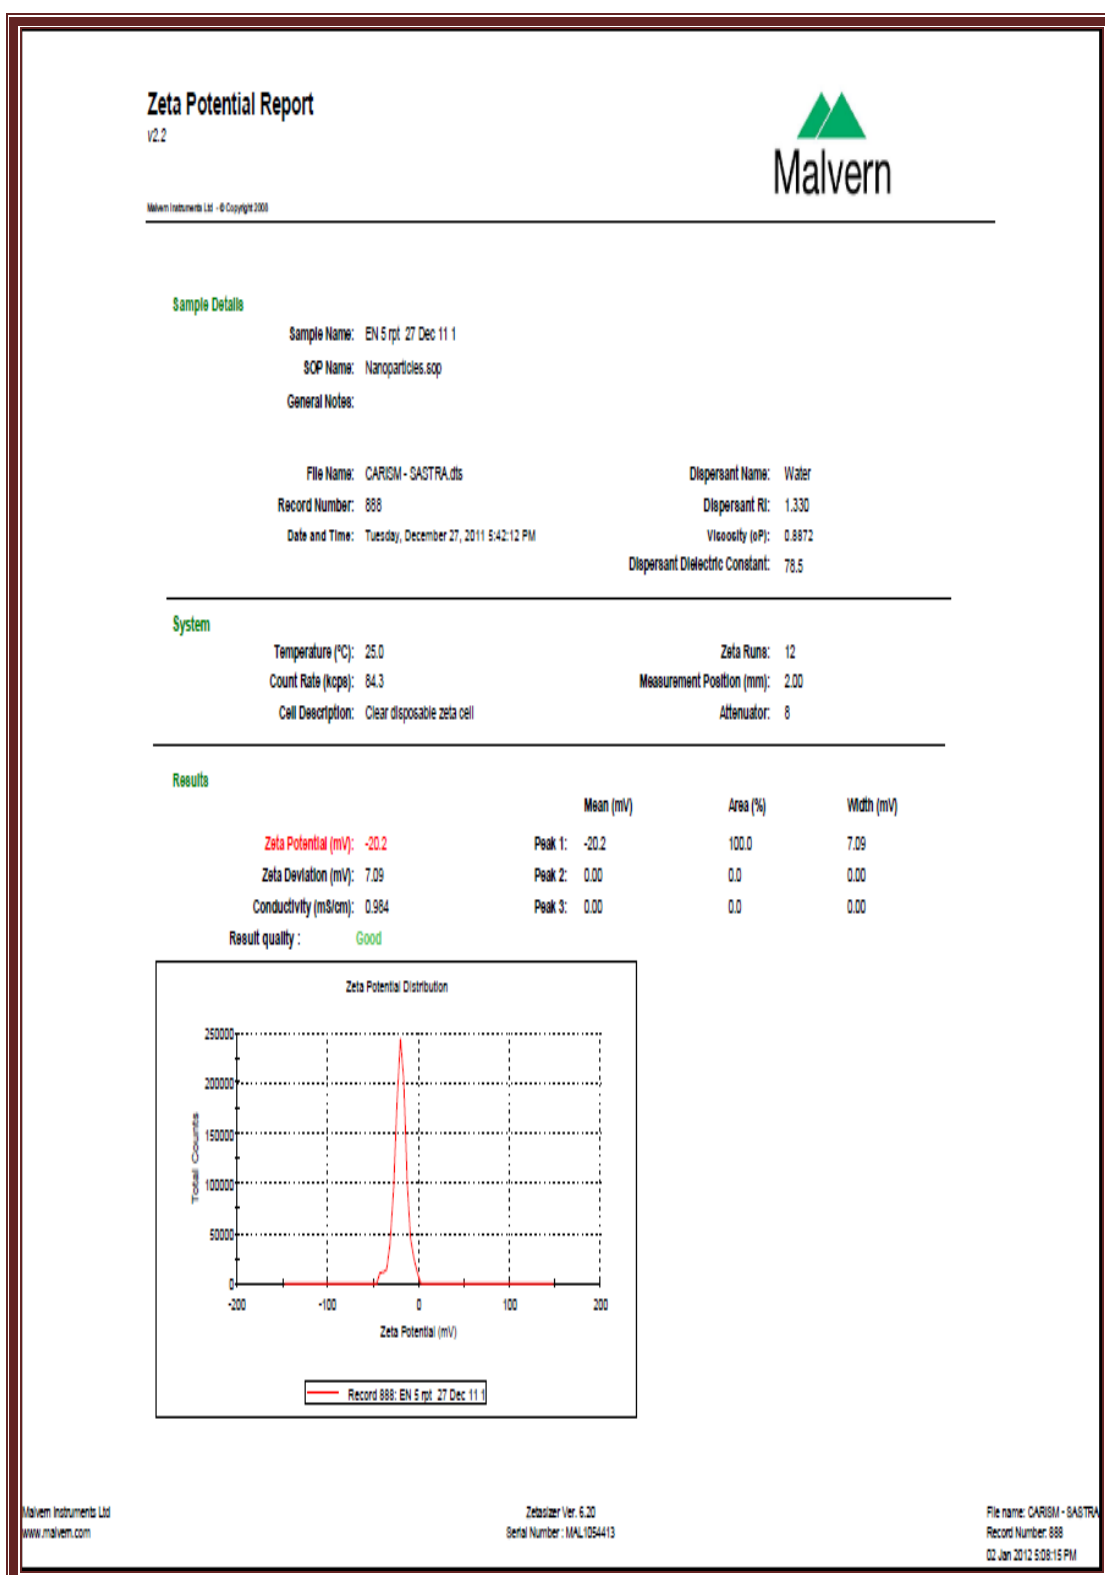 Zeta Potential Report
v2.2
Malvern
Malvern Instruments Ltd - © Copyright 2008
Sample Details
Sample Name: EN 5 rpt 27 Dec 11 1
SOP Name: Nanoparticles.sop
General Notes:
File Name: CARISM - SASTRA.dts Dispersant Name: Water
Record Number: 888 Dispersant RI: 1.330
Date and Time: Tuesday, December 27, 2011 5:42:12 PM Viscosity (cP): 0.8872
Dispersant Dielectric Constant: 78.5
System
Temperature (°C): 25.0 Zeta Runs: 12
Count Rate (kcps): 84.3 Measurement Position (mm): 2.00
Cell Description: Clear disposable zeta cell Attenuator: 8
Results
Mean (mV) Area (%) Width (mV)
Zeta Potential (mV): -20.2 Peak 1: -20.2 100.0 7.09
Zeta Deviation (mV): 7.09 Peak 2: 0.00 0.0 0.00
Conductivity (mS/cm): 0.984 Peak 3: 0.00 0.0 0.00
Result quality : Good
Zeta Potential Distribution
250000
200000
150000
100000
50000
0
Total Counts
-200 -100 0 100 200
Zeta Potential (mV)
Record 888: EN 5 rpt 27 Dec 11 1
Malvern Instruments Ltd Zetasizer Ver. 6.20 File name: CARISM - SASTRA
www.malvern.com Serial Number : MAL1054413 Record Number: 888
02 Jan 2012 5:08:15 PM